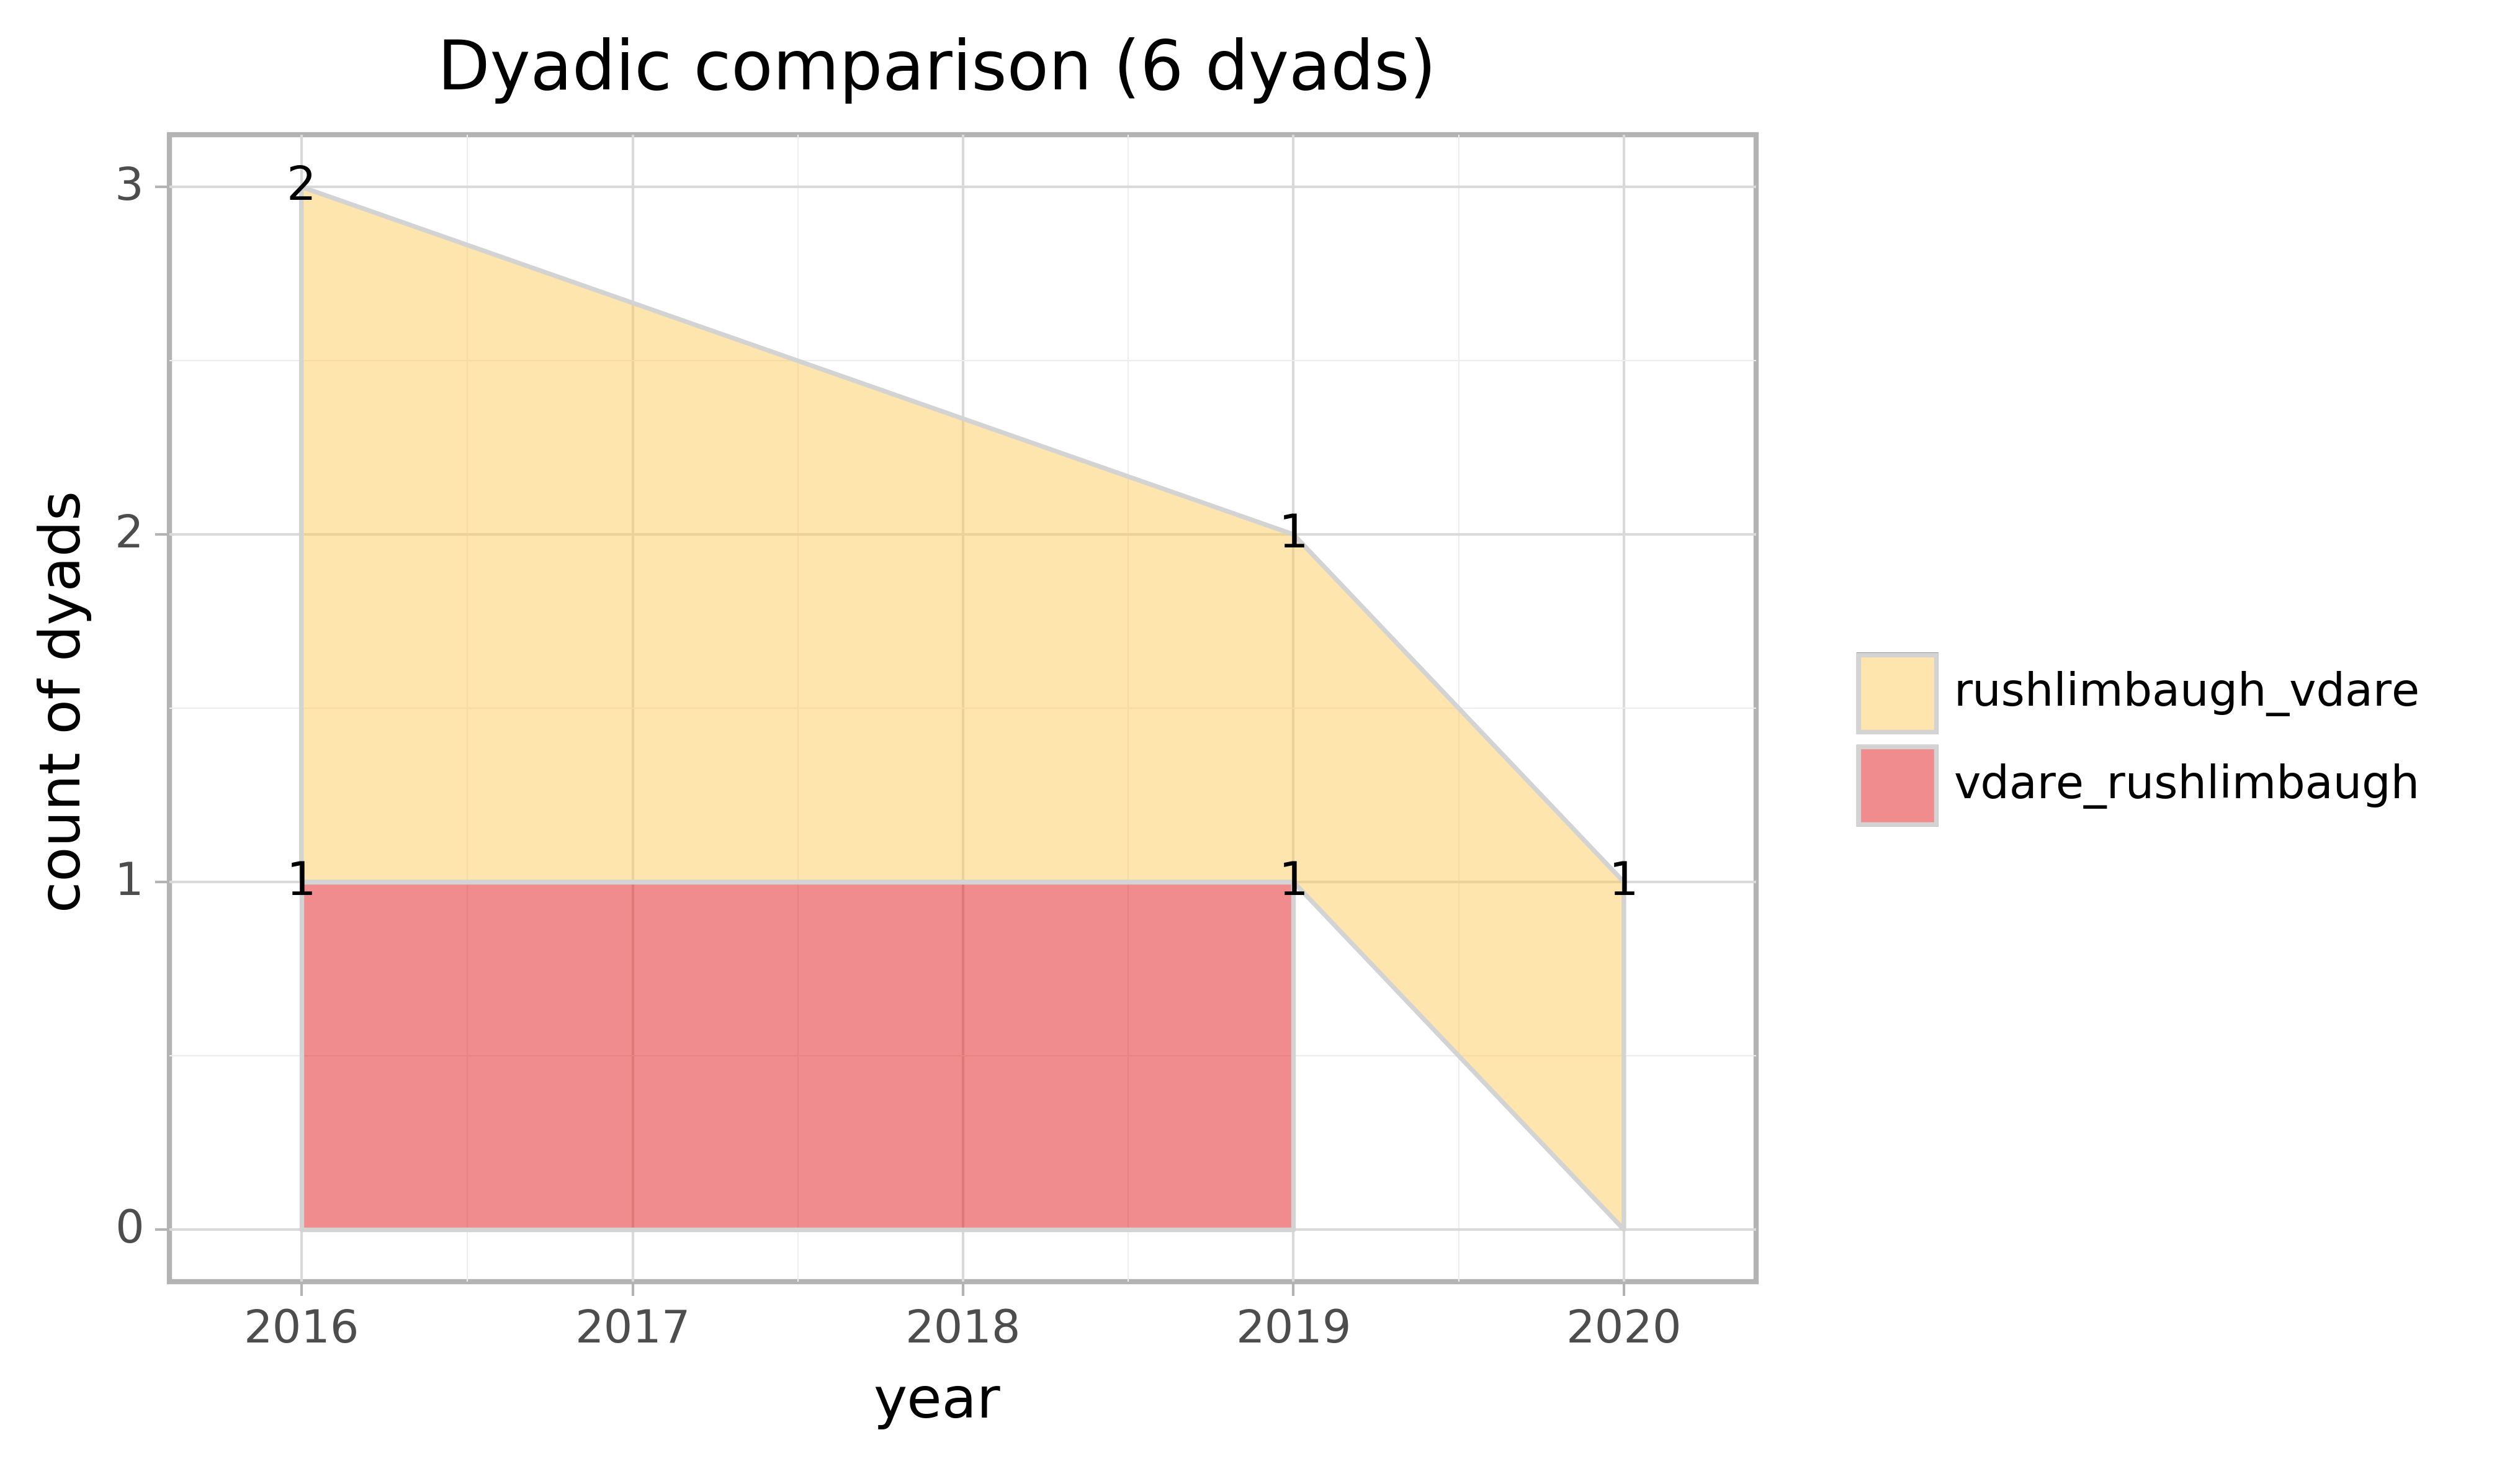 Dyadic comparison (6 dyads)
3
2
1
0
count of dyads
2
1
1
1
1
2016 2017 2018 2019 2020
year
rushlimbaugh_vdare
vdare_rushlimbaugh